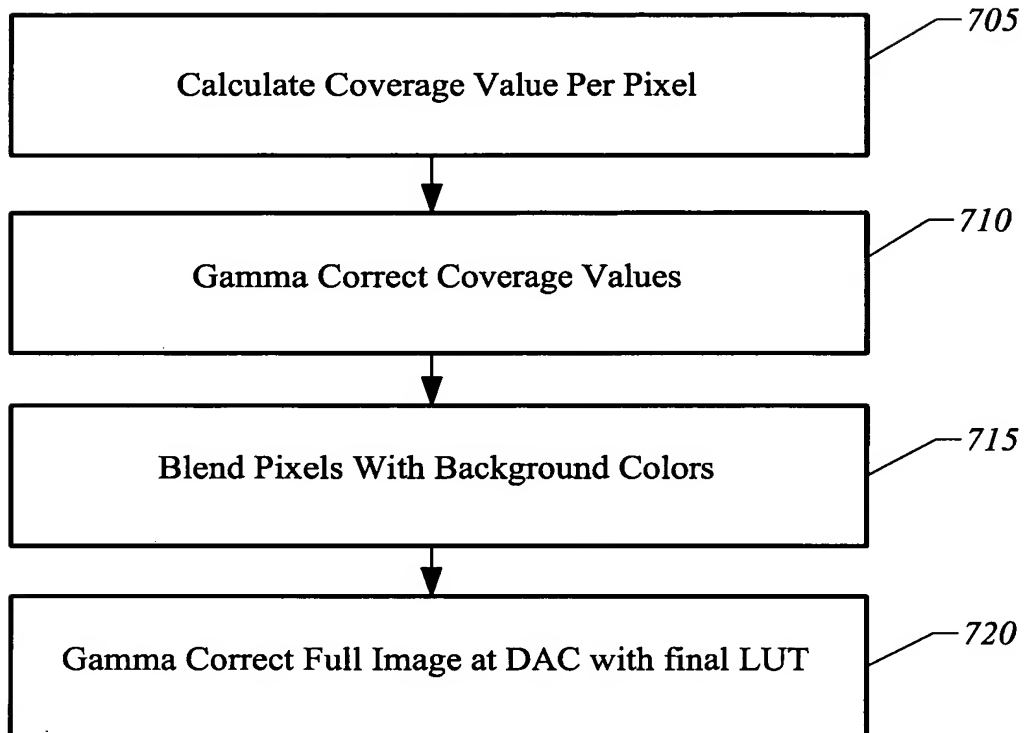 705
Calculate Coverage Value Per Pixel
710
Gamma Correct Coverage Values
715
Blend Pixels With Background Colors
720
Gamma Correct Full Image at DAC with final LUT